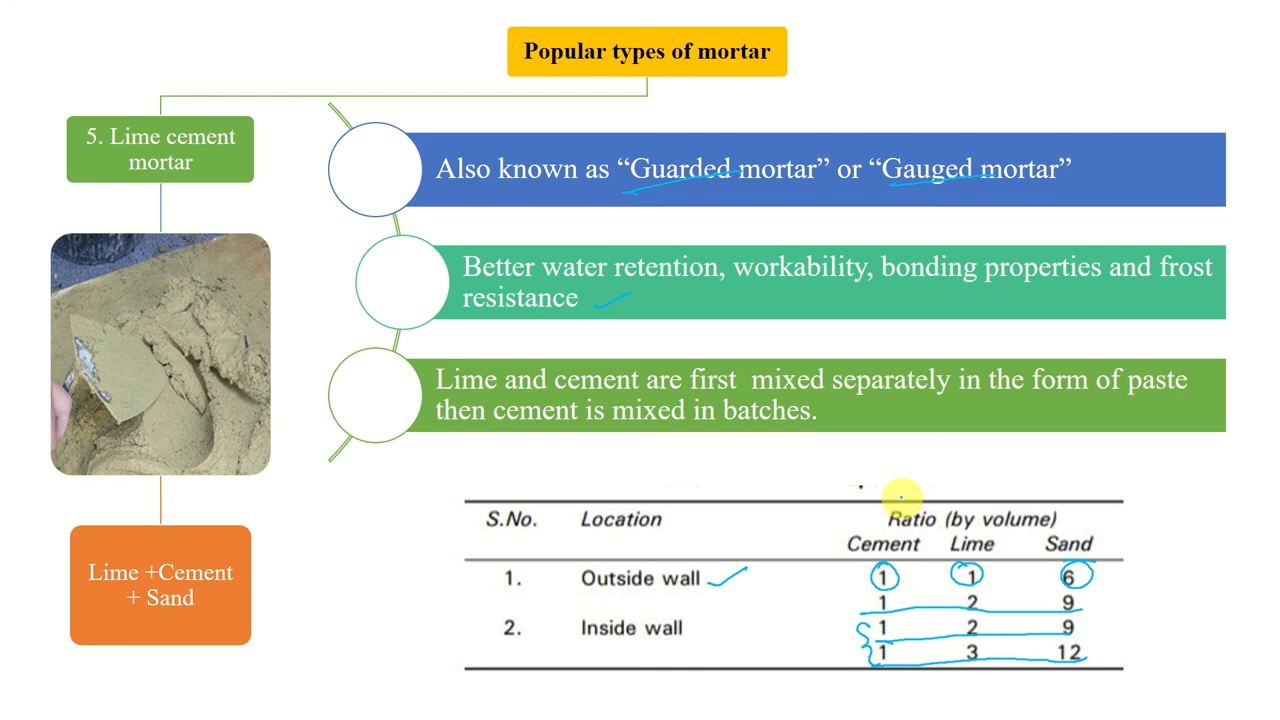 Popular types of mortar
5. Lime cement
mortar
Also known as “Guarded mortar” or “Gauged mortar”
Better water retention, workability, bonding properties and frost
resistance
Lime and cement are first mixed separately in the form of paste
then cement is mixed in batches.
Lime +Cement
+ Sand
S.No. Location Ratio (by volume)
Cement Lime Sand
1. Outside wall 1 1 6
1 2 9
2. Inside wall 1 2 9
1 3 12